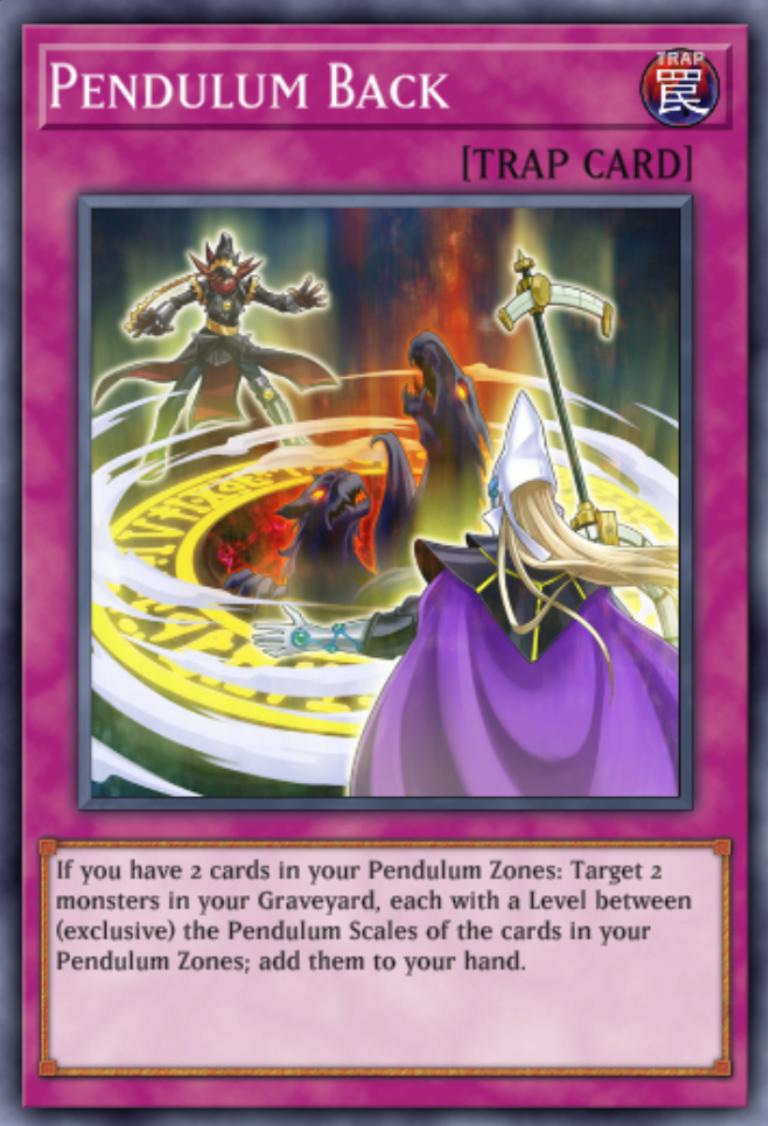 PENDULUM BACK
TRAP
罠
[TRAP CARD]
If you have 2 cards in your Pendulum Zones: Target 2
monsters in your Graveyard, each with a Level between
(exclusive) the Pendulum Scales of the cards in your
Pendulum Zones; add them to your hand.